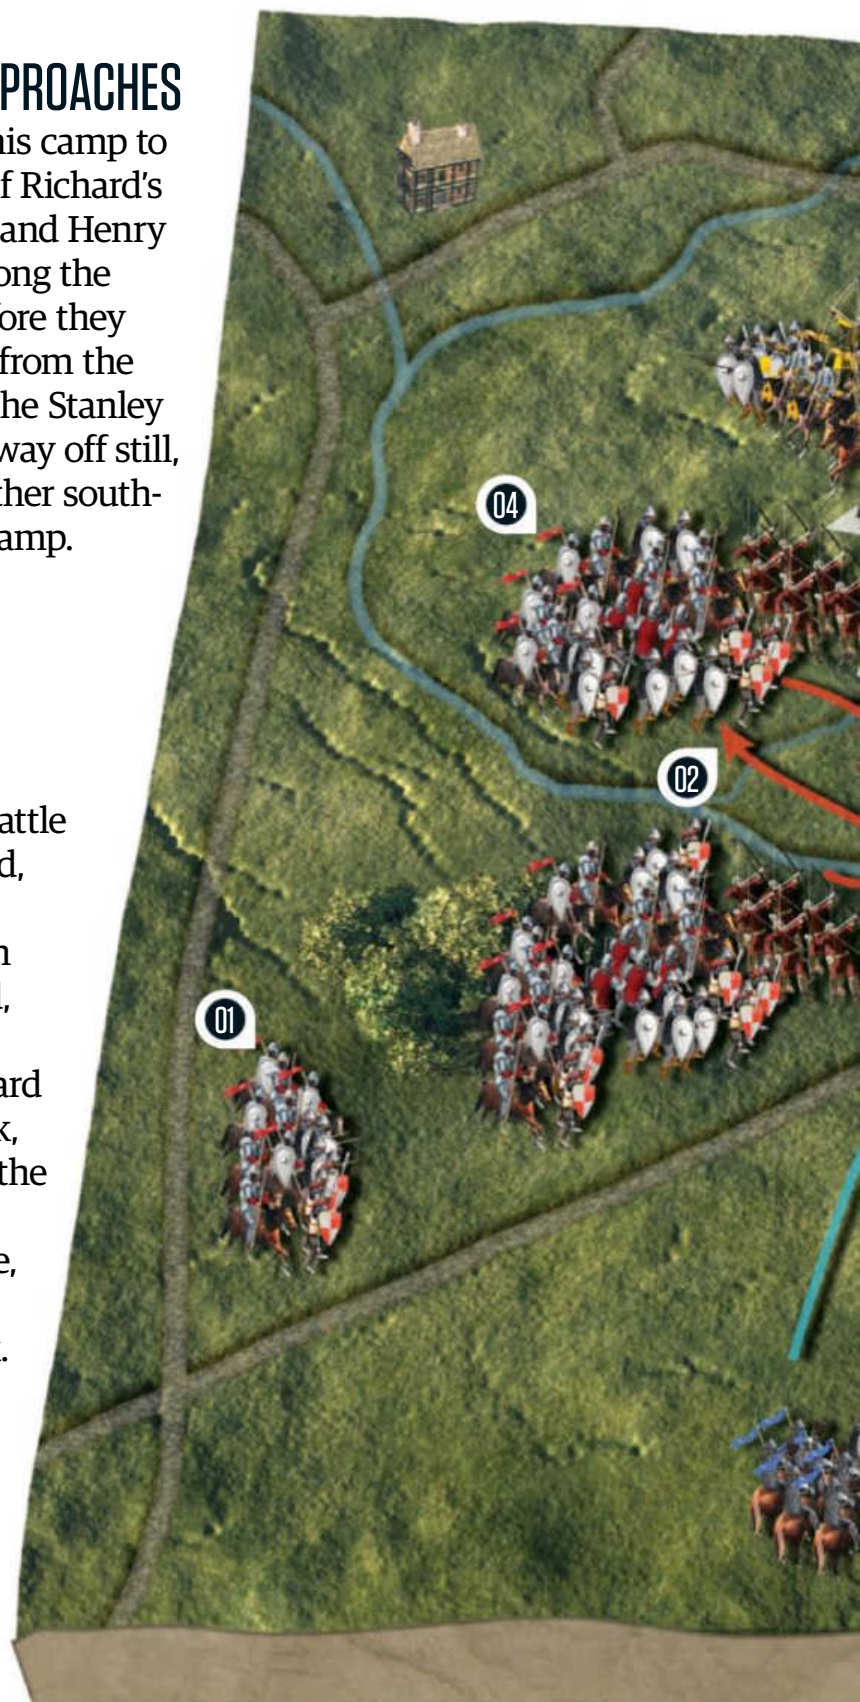 PROACHES
his camp to
f Richard's
and Henry
ong the
ore they
from the
he Stanley
way off still,
ther south-
amp.
attle
d,
n
l,
ard
k,
the
e,
.
04
02
01